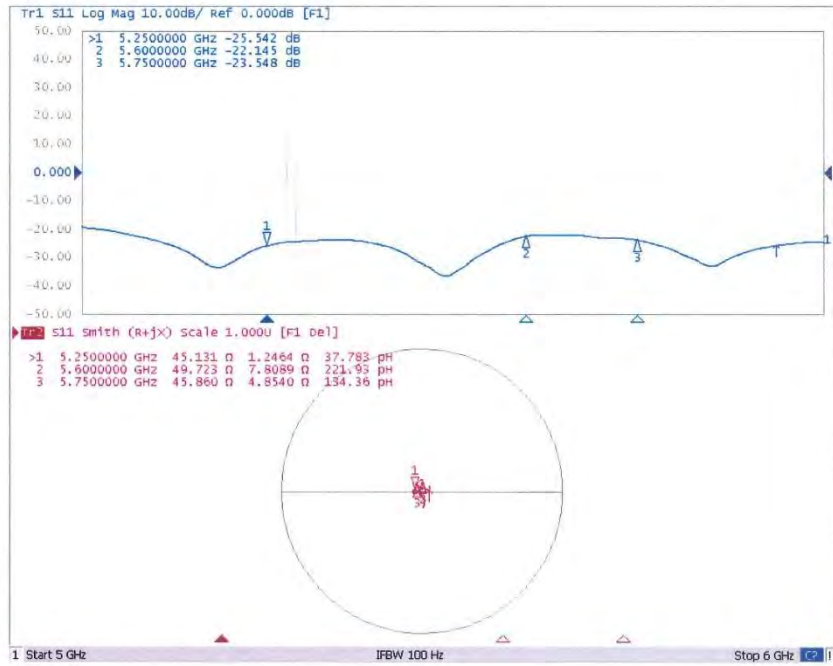 Tr1 S11 Log Mag 10.00dB/ Ref 0.000dB [F1]
50.00
>1 5.2500000 GHz -25.542 dB
2 5.6000000 GHz -22.145 dB
3 5.7500000 GHz -23.548 dB
40.00
30.00
20.00
10.00
0.000
-10.00
-20.00
-30.00
-40.00
-50.00
1
2
3
1
Tr2 S11 Smith (R+jX) Scale 1.000U [F1 Del]
>1 5.2500000 GHz 45.131 Ω 1.2464 Ω 37.783 pH
2 5.6000000 GHz 49.723 Ω 7.8089 Ω 221.93 pH
3 5.7500000 GHz 45.860 Ω 4.8540 Ω 134.36 pH
1
1 Start 5 GHz IFBW 100 Hz Stop 6 GHz C2 !